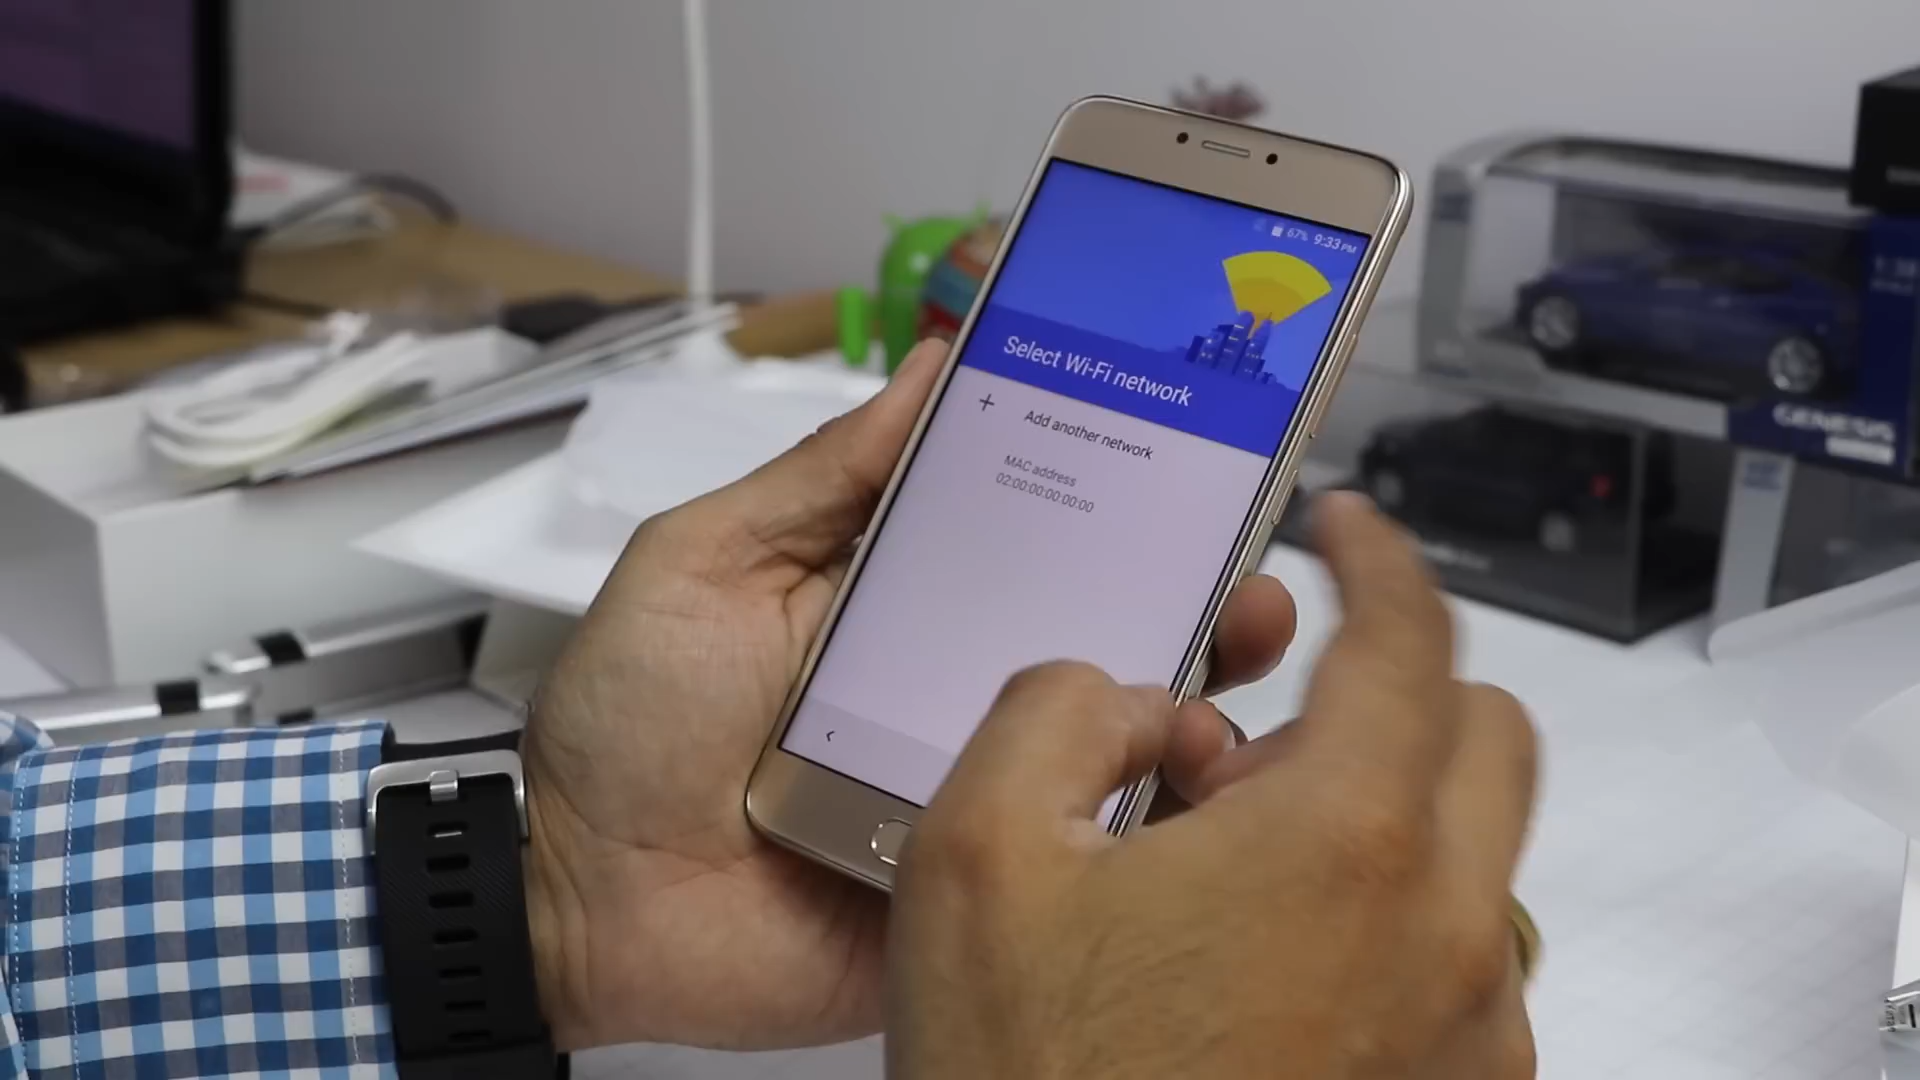 67% 9:33 PM
Select Wi-Fi network
+ Add another network
MAC address
02:00:00:00:00:00
GENESIS